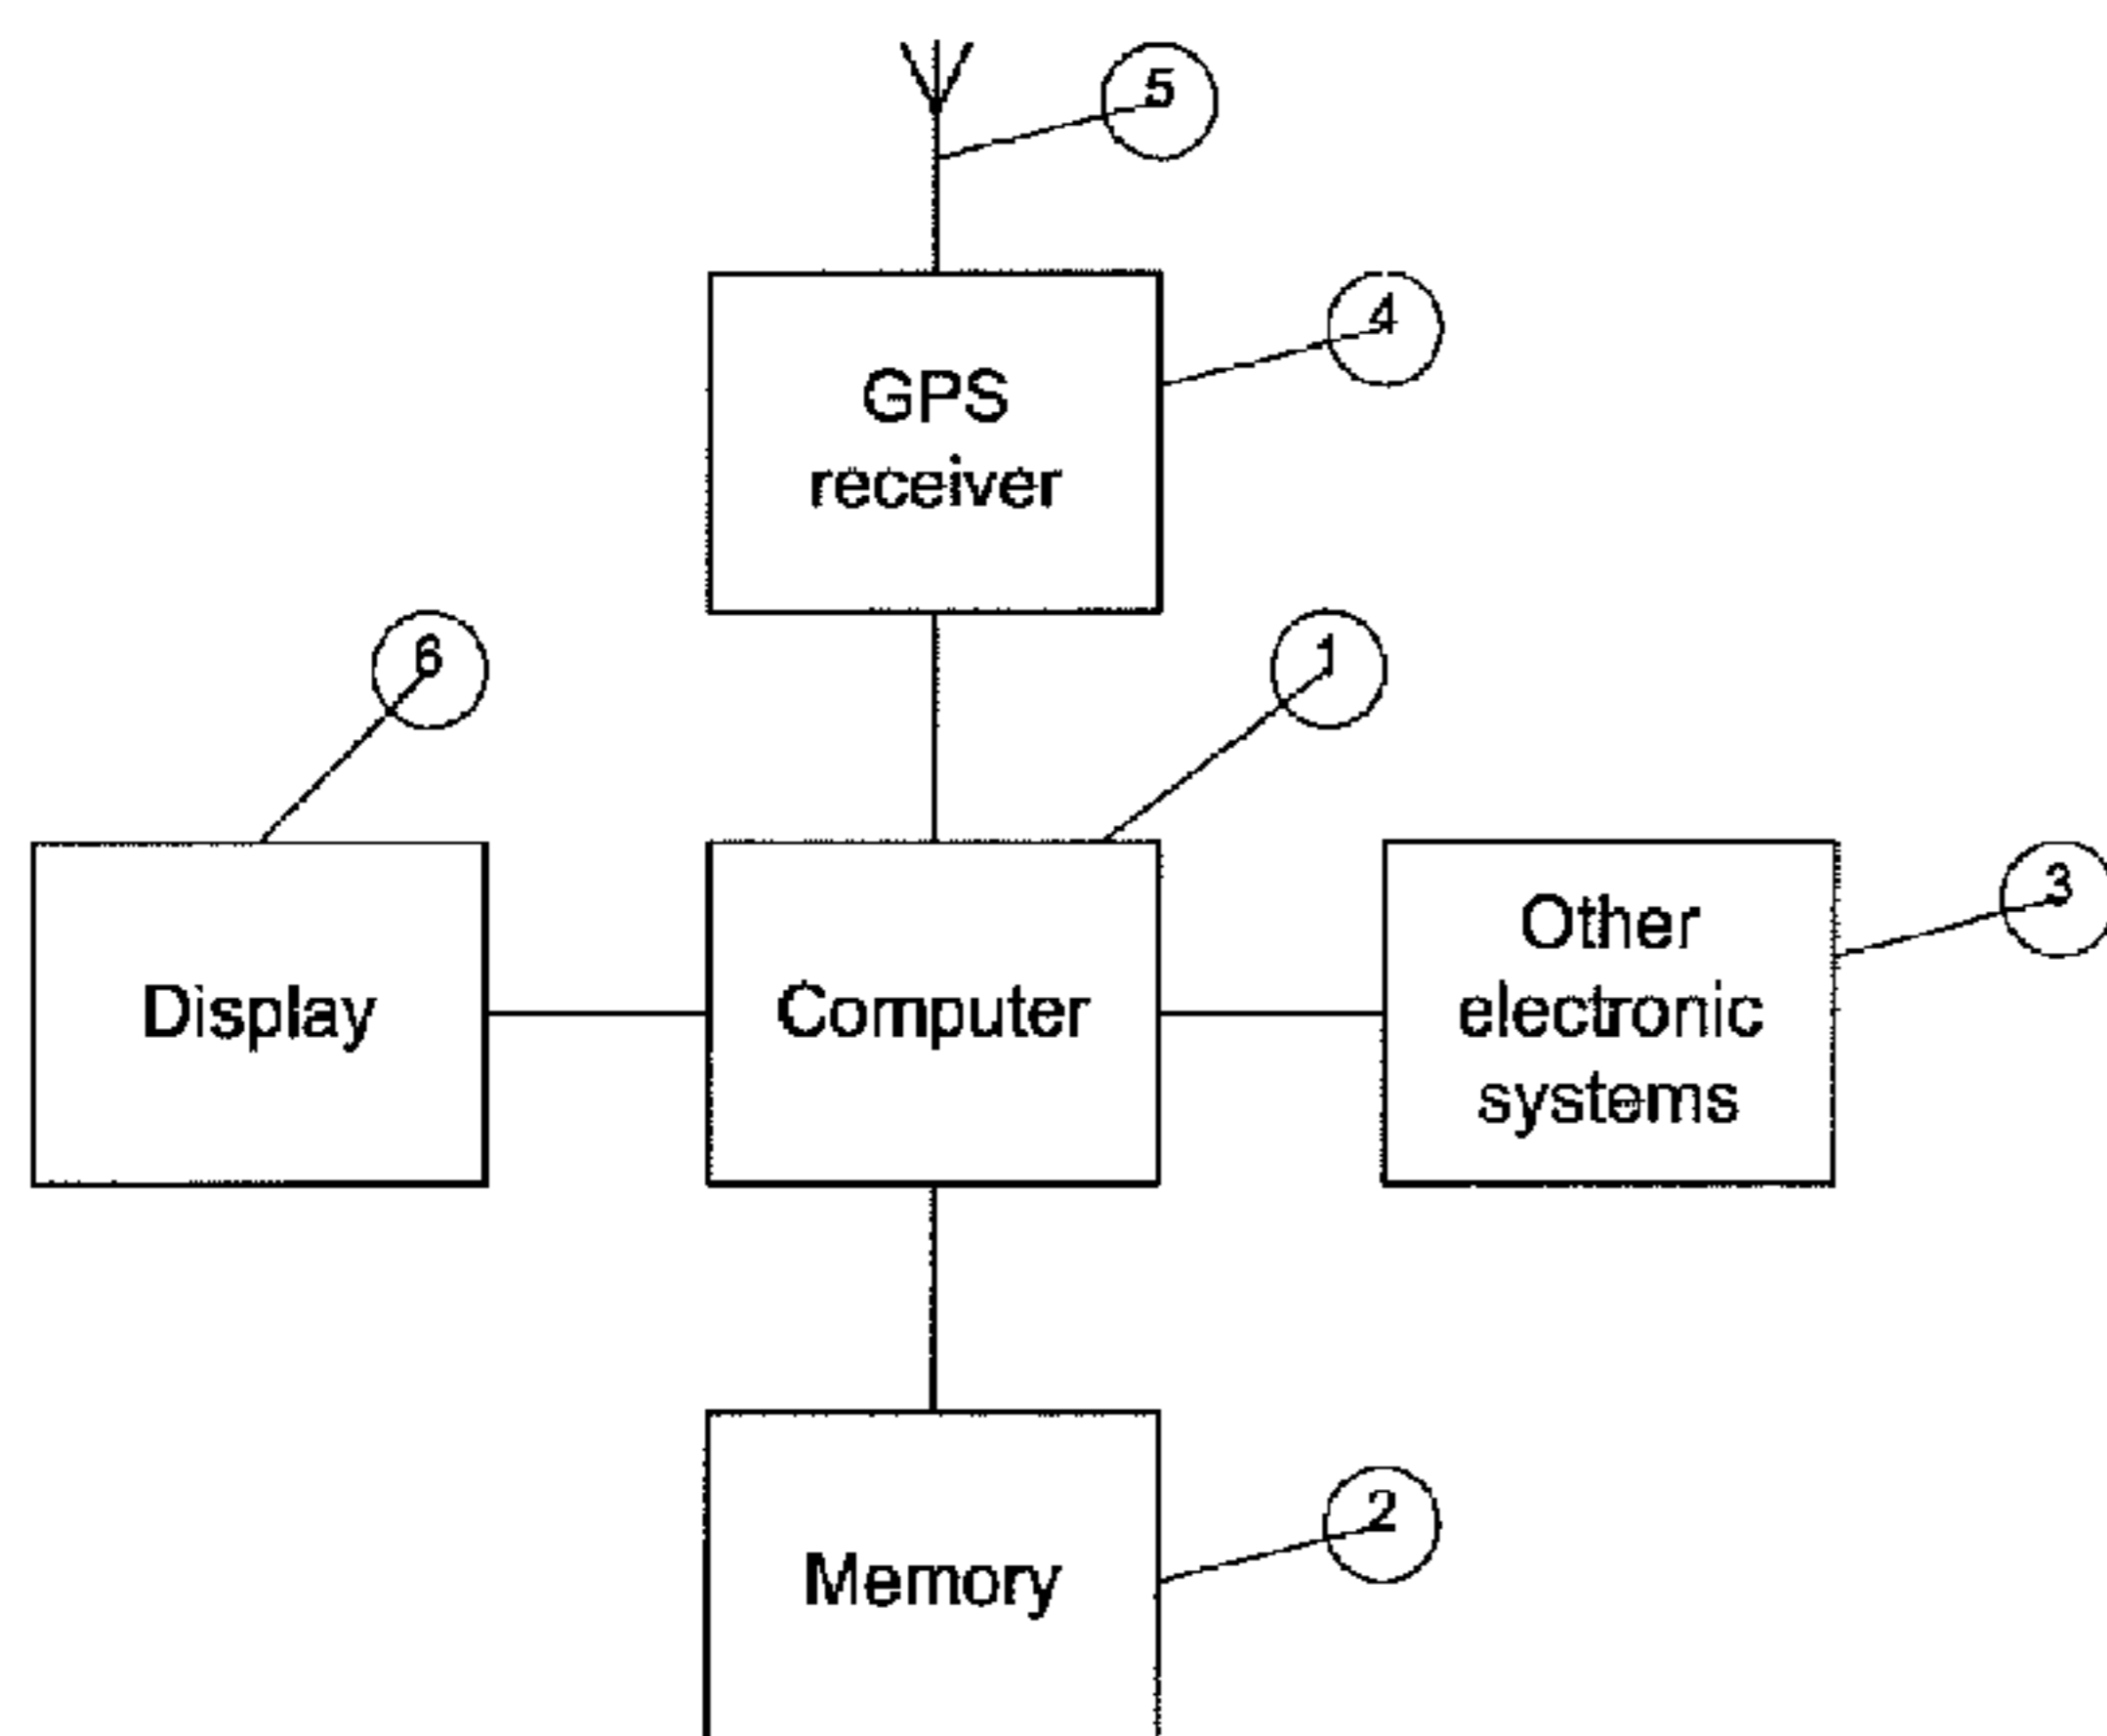 5
4
GPS
receiver
6
1
3
Other
electronic
systems
Display
Computer
2
Memory